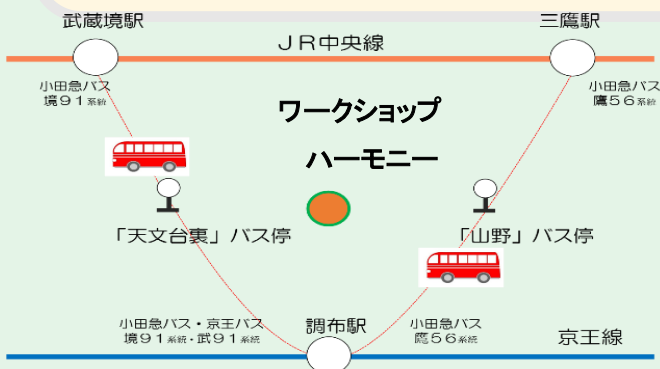 武蔵境駅
三鷹駅
JR中央線
小田急バス
境91系統
小田急バス
鷹56系統
ワークショップ
ハーモニー
「天文台裏」バス停
「山野」バス停
小田急バス・京王バス
境91系統・武91系統
調布駅
小田急バス
鷹56系統
京王線